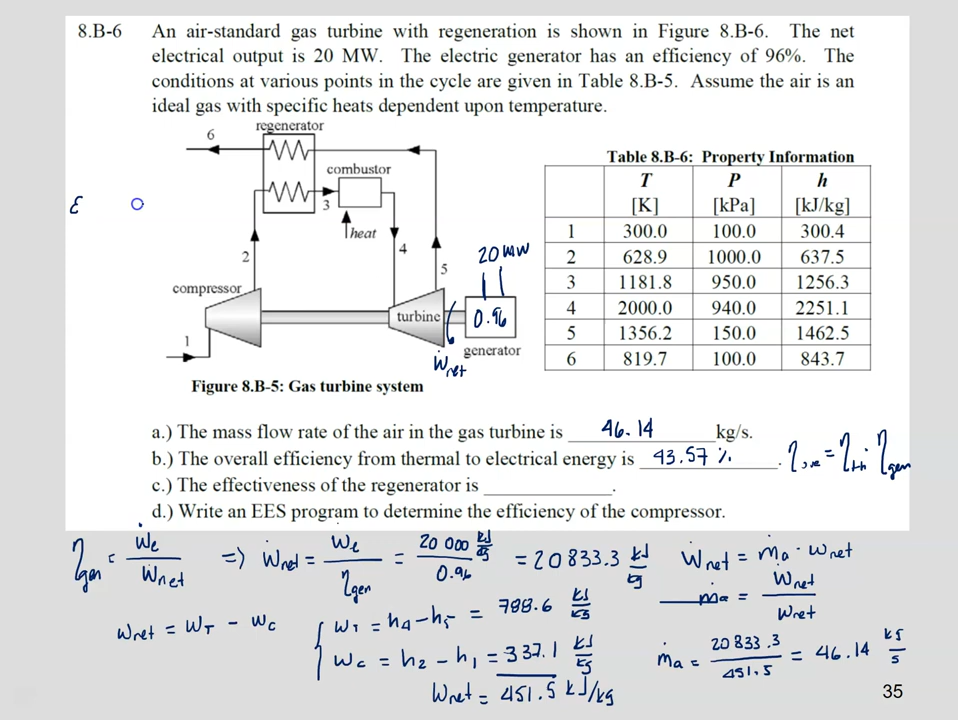 8.B-6 An air-standard gas turbine with regeneration is shown in Figure 8.B-6. The net
electrical output is 20 MW. The electric generator has an efficiency of 96%. The
conditions at various points in the cycle are given in Table 8.B-5. Assume the air is an
ideal gas with specific heats dependent upon temperature.
regenerator
6
combustor
3
heat
ε
4
2
5
20 MW
compressor
turbine
0.96
1
generator
Ẇnet
Figure 8.B-5: Gas turbine system
Table 8.B-6: Property Information
T P h
[K] [kPa] [kJ/kg]
1 300.0 100.0 300.4
2 628.9 1000.0 637.5
3 1181.8 950.0 1256.3
4 2000.0 940.0 2251.1
5 1356.2 150.0 1462.5
6 819.7 100.0 843.7
a.) The mass flow rate of the air in the gas turbine is 46.14 kg/s.
b.) The overall efficiency from thermal to electrical energy is 43.57 %.
c.) The effectiveness of the regenerator is
d.) Write an EES program to determine the efficiency of the compressor.
ηgen = Ẇe / Ẇnet => Ẇnet = Ẇe / ηgen = 20 000 / 0.96 = 20833.3
Ẇnet = ṁa · wnet
ṁa = Ẇnet / wnet
wnet = wT - wc
wT = h4 - h5 = 788.6 kJ/kg
wc = h2 - h1 = 337.1 kJ/kg
wnet = 451.5 kJ/kg
ṁa = 20833.3 / 451.5 = 46.14
35